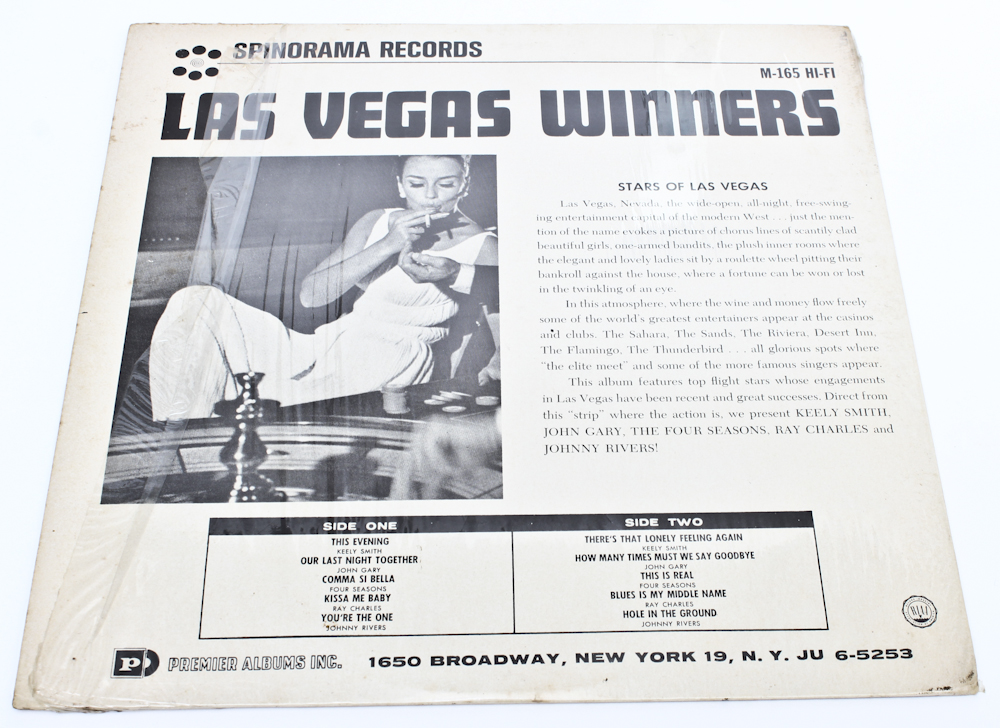 SPINORAMA RECORDS
M-165 HI-FI
LAS VEGAS WINNERS
STARS OF LAS VEGAS
Las Vegas, Nevada, the wide-open, all-night, free-swing-
ing entertainment capital of the modern West . . . just the men-
tion of the name evokes a picture of chorus lines of scantily clad
beautiful girls, one-armed bandits, the plush inner rooms where
the elegant and lovely ladies sit by a roulette wheel pitting their
bankroll against the house, where a fortune can be won or lost
in the twinkling of an eye.
In this atmosphere, where the wine and money flow freely
some of the world's greatest entertainers appear at the casinos
and clubs. The Sahara, The Sands, The Riviera, Desert Inn,
The Flamingo, The Thunderbird . . . all glorious spots where
"the elite meet" and some of the more famous singers appear.
This album features top flight stars whose engagements
in Las Vegas have been recent and great successes. Direct from
this "strip" where the action is, we present KEELY SMITH,
JOHN GARY, THE FOUR SEASONS, RAY CHARLES and
JOHNNY RIVERS!
SIDE ONE
THIS EVENING
KEELY SMITH
OUR LAST NIGHT TOGETHER
JOHN GARY
COMMA SI BELLA
FOUR SEASONS
KISSA ME BABY
RAY CHARLES
YOU'RE THE ONE
JOHNNY RIVERS
SIDE TWO
THERE'S THAT LONELY FEELING AGAIN
KEELY SMITH
HOW MANY TIMES MUST WE SAY GOODBYE
JOHN GARY
THIS IS REAL
FOUR SEASONS
BLUES IS MY MIDDLE NAME
RAY CHARLES
HOLE IN THE GROUND
JOHNNY RIVERS
P PREMIER ALBUMS INC. 1650 BROADWAY, NEW YORK 19, N. Y. JU 6-5253